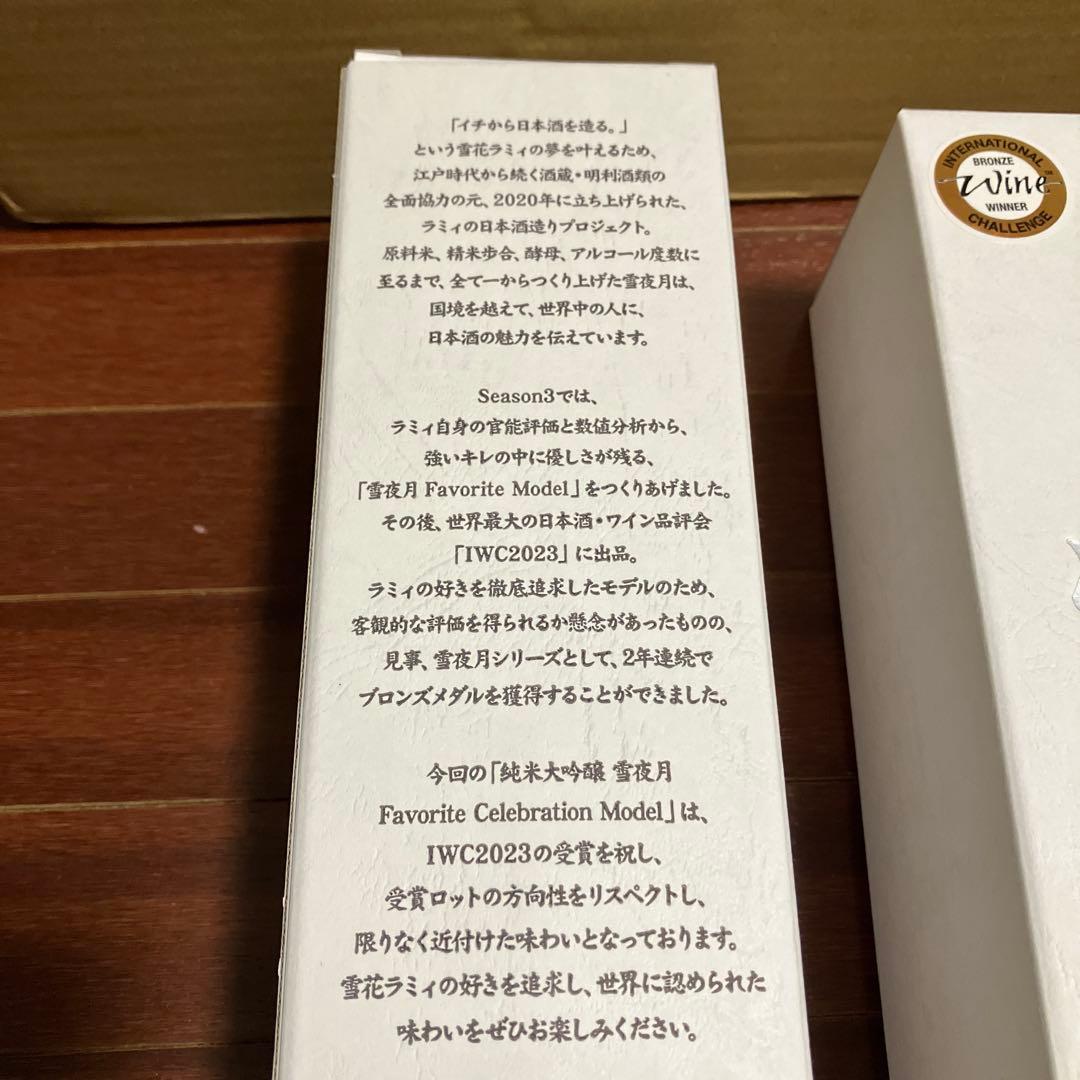 「イチから日本酒を造る。」
という雪花ラミィの夢を叶えるため、
江戸時代から続く酒蔵・明利酒類の
全面協力の元、2020年に立ち上げられた、
ラミィの日本酒造りプロジェクト。
原料米、精米歩合、酵母、アルコール度数に
至るまで、全て一からつくり上げた雪夜月は、
国境を越えて、世界中の人に、
日本酒の魅力を伝えています。
Season3では、
ラミィ自身の官能評価と数値分析から、
強いキレの中に優しさが残る、
「雪夜月 Favorite Model」をつくりあげました。
その後、世界最大の日本酒・ワイン品評会
「IWC2023」に出品。
ラミィの好きを徹底追求したモデルのため、
客観的な評価を得られるか懸念があったものの、
見事、雪夜月シリーズとして、2年連続で
ブロンズメダルを獲得することができました。
今回の「純米大吟醸 雪夜月
Favorite Celebration Model」は、
IWC2023の受賞を祝し、
受賞ロットの方向性をリスペクトし、
限りなく近付けた味わいとなっております。
雪花ラミィの好きを追求し、世界に認められた
味わいをぜひお楽しみください。
INTERNATIONAL
BRONZE
Wine™
WINNER
CHALLENGE